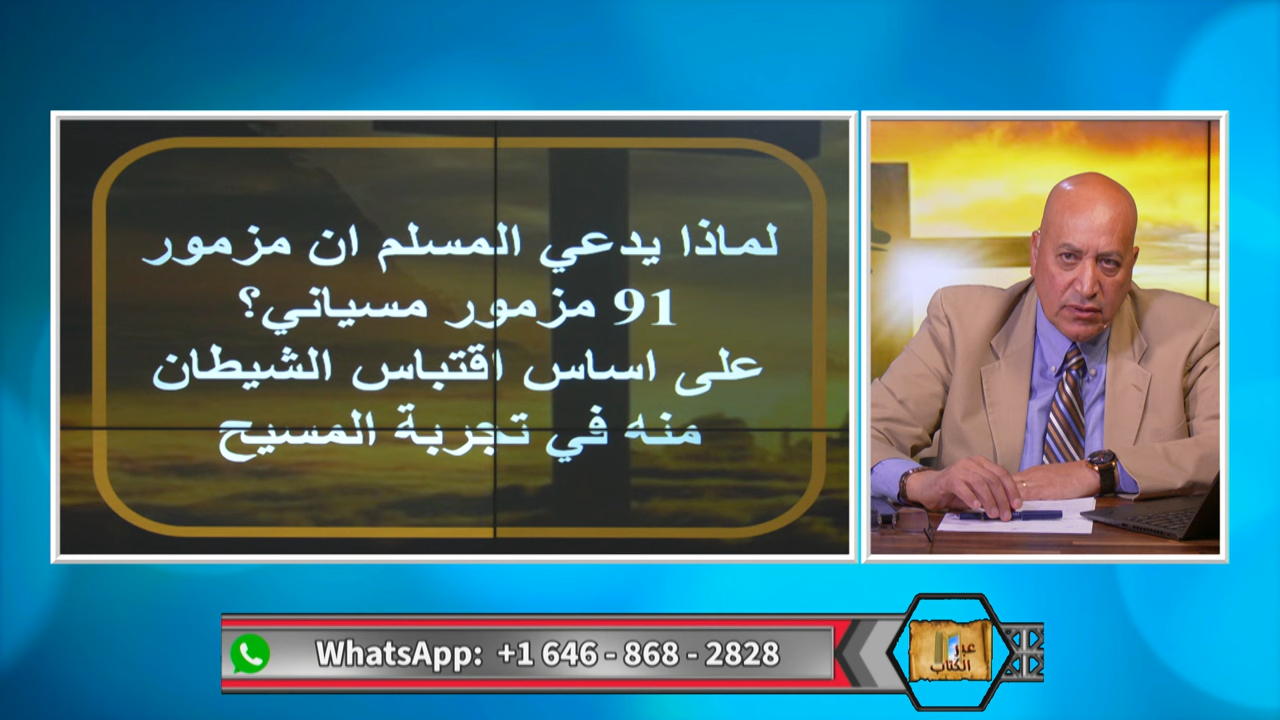 لماذا يدعي المسلم ان مزمور
91 مزمور مسياني؟
على اساس اقتباس الشيطان
منه في تجربة المسيح
WhatsApp: +1 646 - 868 - 2828
عبر
الكتاب